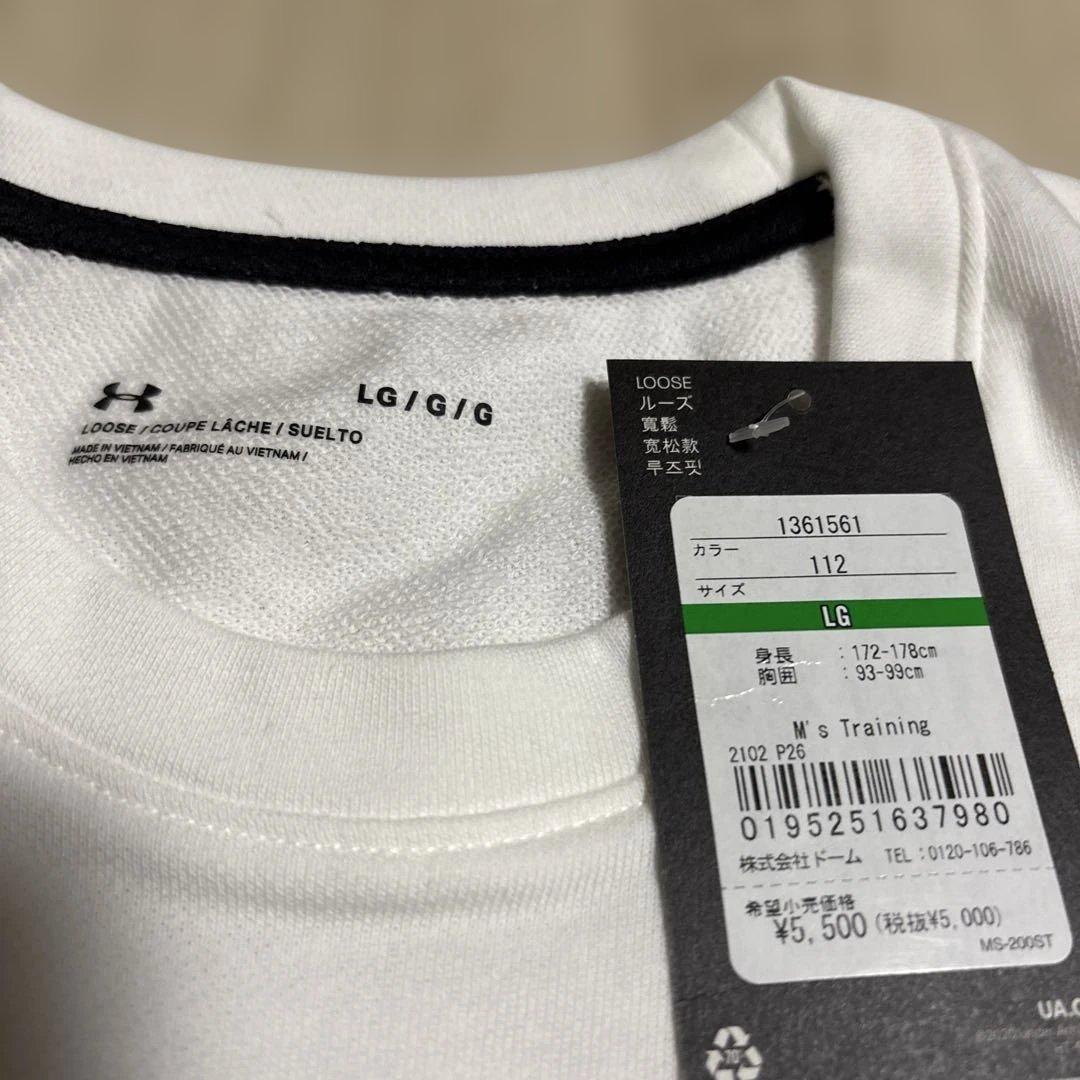 LG / G / G
LOOSE / COUPE LÂCHE / SUELTO
MADE IN VIETNAM / FABRIQUÉ AU VIETNAM /
HECHO EN VIETNAM
LOOSE
ルーズ
寬鬆
宽松款
루즈핏
1361561
カラー
112
サイズ
LG
身長 : 172-178cm
胸囲 : 93-99cm
M's Training
2102 P26
0195251637980
株式会社ドーム TEL : 0120-106-786
希望小売価格
¥5,500 (税抜¥5,000)
MS-200ST
UA.C
70